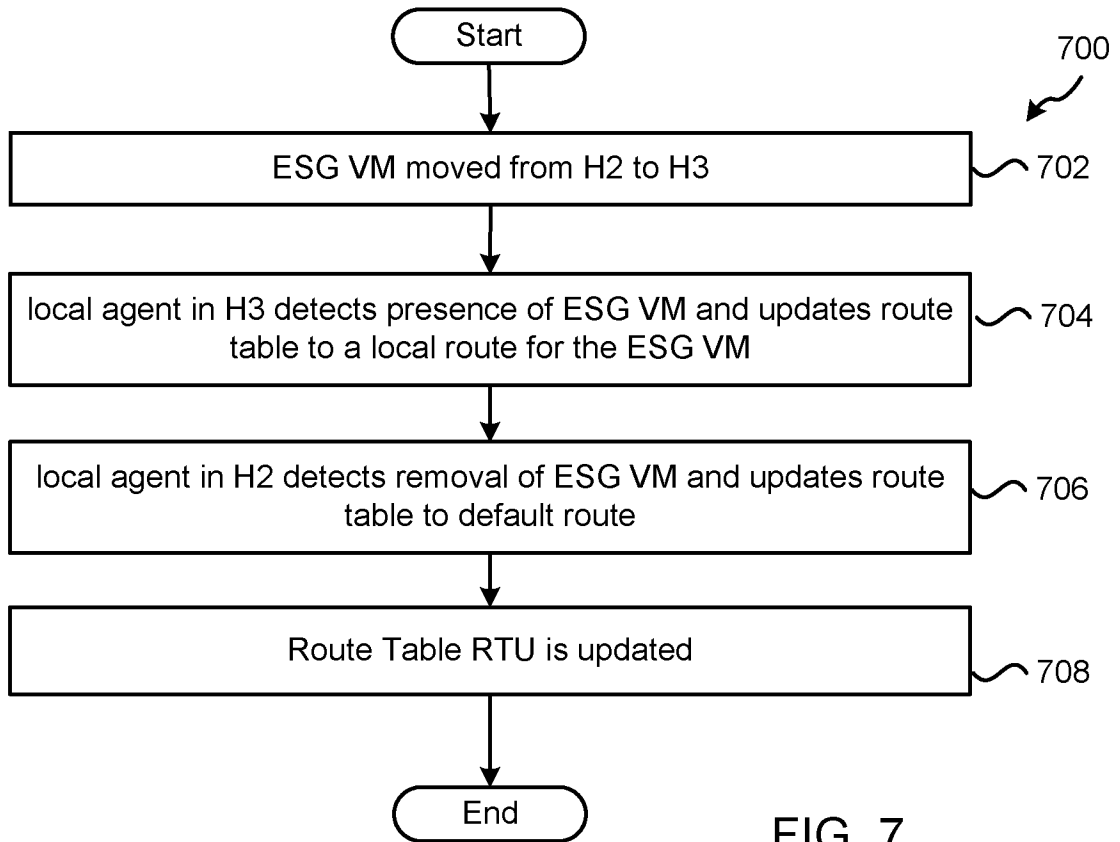 Start
700
ESG VM moved from H2 to H3
702
local agent in H3 detects presence of ESG VM and updates route
table to a local route for the ESG VM
704
local agent in H2 detects removal of ESG VM and updates route
table to default route
706
Route Table RTU is updated
708
End
FIG. 7